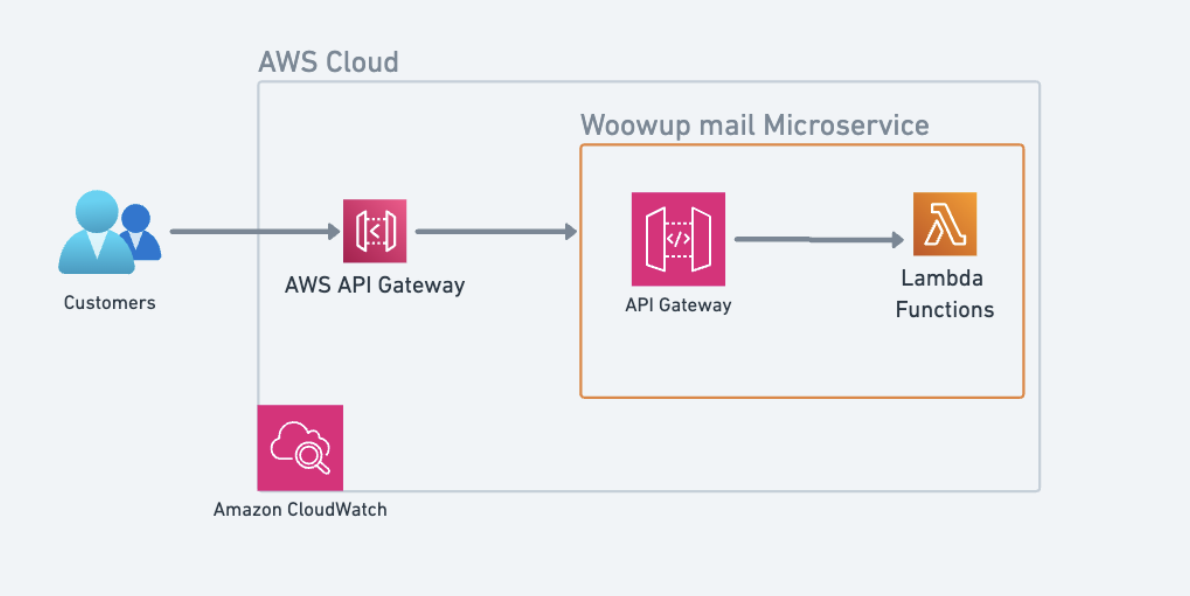 AWS Cloud
Woowup mail Microservice
Customers
AWS API Gateway
</>
API Gateway
Lambda
Functions
Amazon CloudWatch